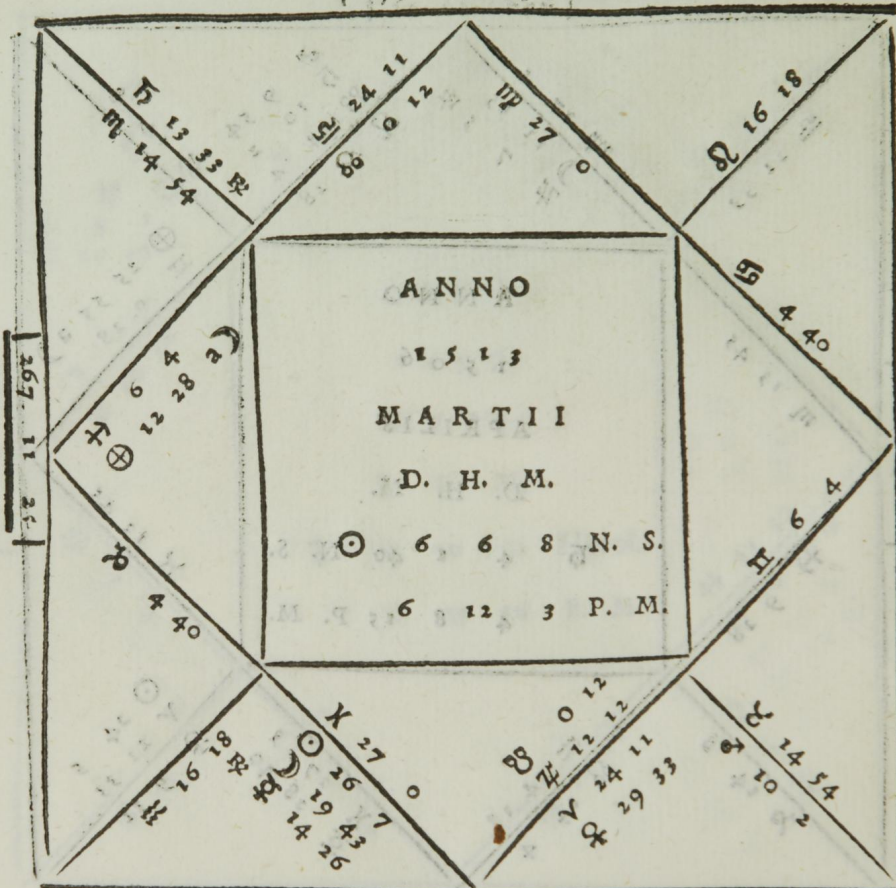 ♄ 13 33 ℞
♏ 14 54
♎ 24 11
☊ 0 12
♍ 27 0
♌ 16 18
♋ 4 40
♐ 6 4
⊕ 12 28 a ☽
267 11 25
ANNO
1513
MARTII
D. H. M.
☉ 6 6 8 N. S.
6 12 3 P. M.
♊ 6 4
♑ 4 40
♒ 16 18
♓ 27 0
☉ 26 7
☽ 19 43
☿ 14 26 ℞
☋ 0 12
♃ 12 12
♈ 24 11
♀ 29 33
♉ 14 54
♂ 10 2